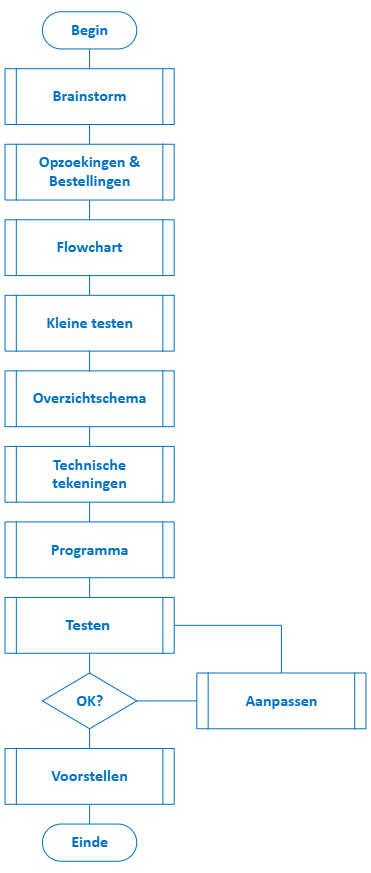 Begin
Brainstorm
Opzoekingen &
Bestellingen
Flowchart
Kleine testen
Overzichtschema
Technische
tekeningen
Programma
Testen
OK?
Aanpassen
Voorstellen
Einde